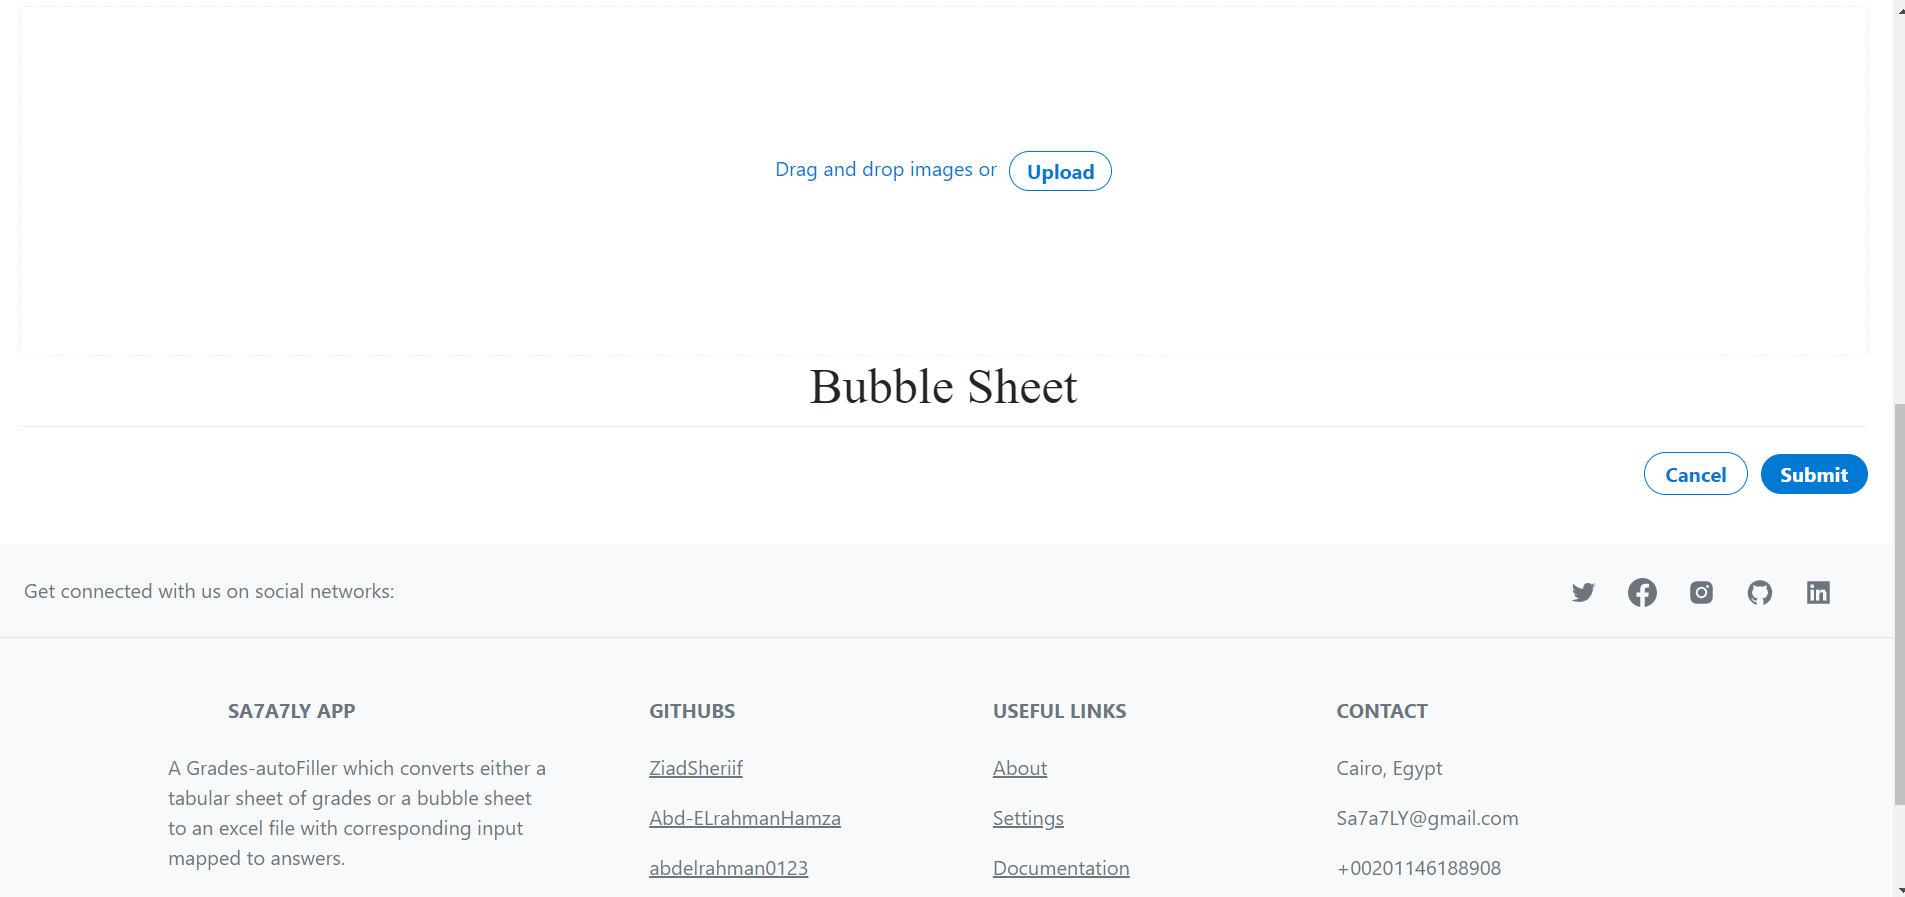 Drag and drop images or Upload
Bubble Sheet
Cancel Submit
Get connected with us on social networks:
SA7A7LY APP
A Grades-autoFiller which converts either a
tabular sheet of grades or a bubble sheet
to an excel file with corresponding input
mapped to answers.
GITHUBS
ZiadSheriif
Abd-ELrahmanHamza
abdelrahman0123
USEFUL LINKS
About
Settings
Documentation
CONTACT
Cairo, Egypt
Sa7a7LY@gmail.com
+00201146188908